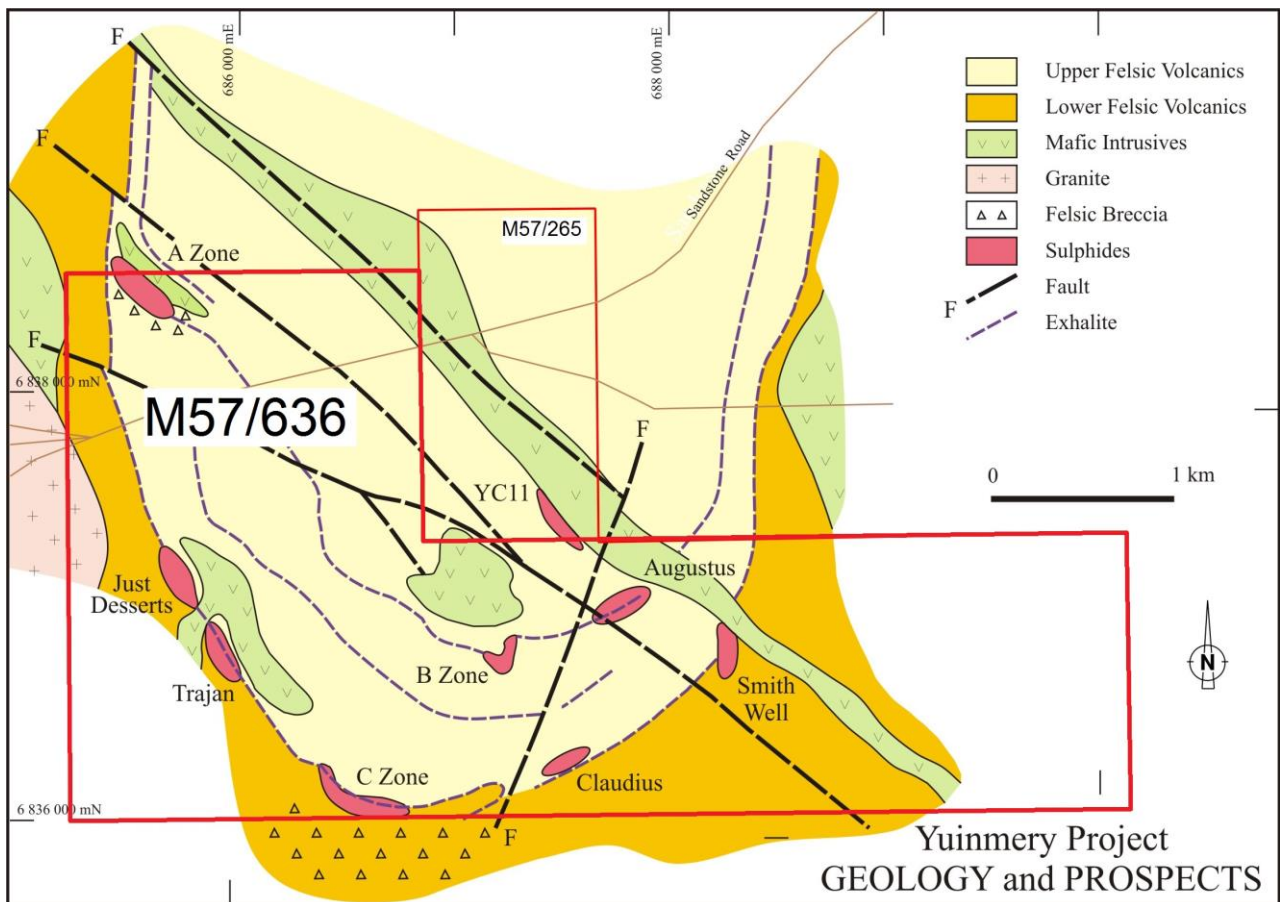 F
686 000 mE
688 000 mE
Sandstone Road
Upper Felsic Volcanics
Lower Felsic Volcanics
Mafic Intrusives
Granite
Felsic Breccia
Sulphides
F
Fault
Exhalite
F
M57/265
A Zone
F
6 838 000 mN
M57/636
F
0
1 km
YC11
Augustus
Just
Desserts
B Zone
Trajan
Smith
Well
N
C Zone
Claudius
6 836 000 mN
F
Yuinmery Project
GEOLOGY and PROSPECTS